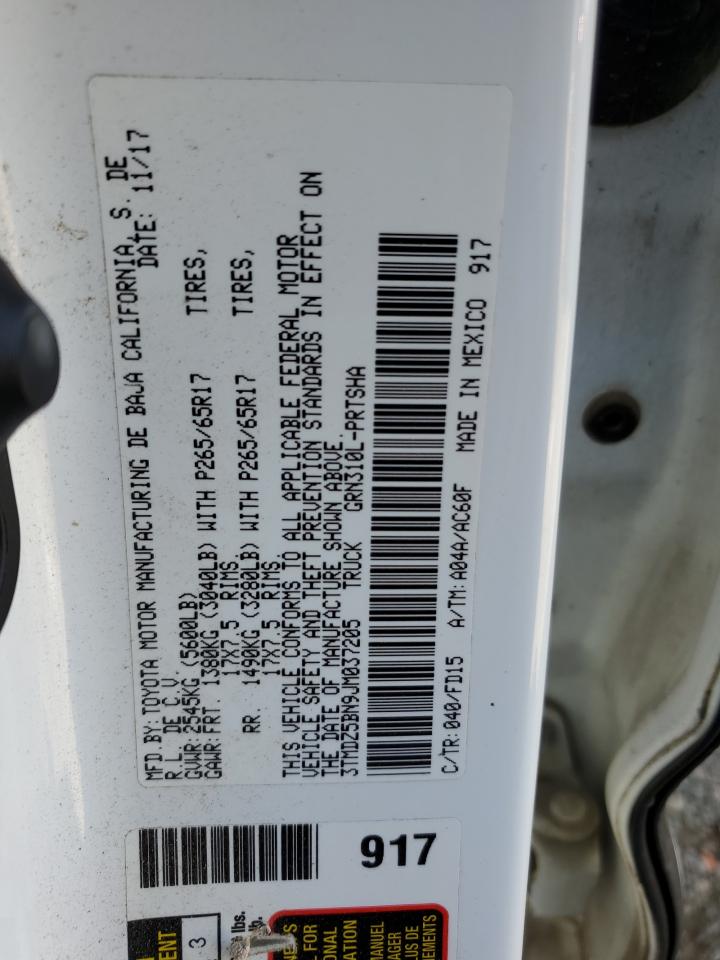 MFD.BY:TOYOTA MOTOR MANUFACTURING DE BAJA CALIFORNIA, S. DE
R.L. DE C.V. DATE: 11/17
GVWR:2545KG (5600LB)
GAWR:FRT. 1380KG (3040LB) WITH P265/65R17 TIRES,
17X7.5 RIMS
RR. 1490KG (3280LB) WITH P265/65R17 TIRES,
17X7.5 RIMS.
THIS VEHICLE CONFORMS TO ALL APPLICABLE FEDERAL MOTOR
VEHICLE SAFETY AND THEFT PREVENTION STANDARDS IN EFFECT ON
THE DATE OF MANUFACTURE SHOWN ABOVE.
3TMDZ5BN9JM037205 TRUCK GRN310L-PRTSHA
C/TR:040/FD15 A/TM:A04A/AC60F MADE IN MEXICO 917
917
3
lbs.
FOR
MANUEL